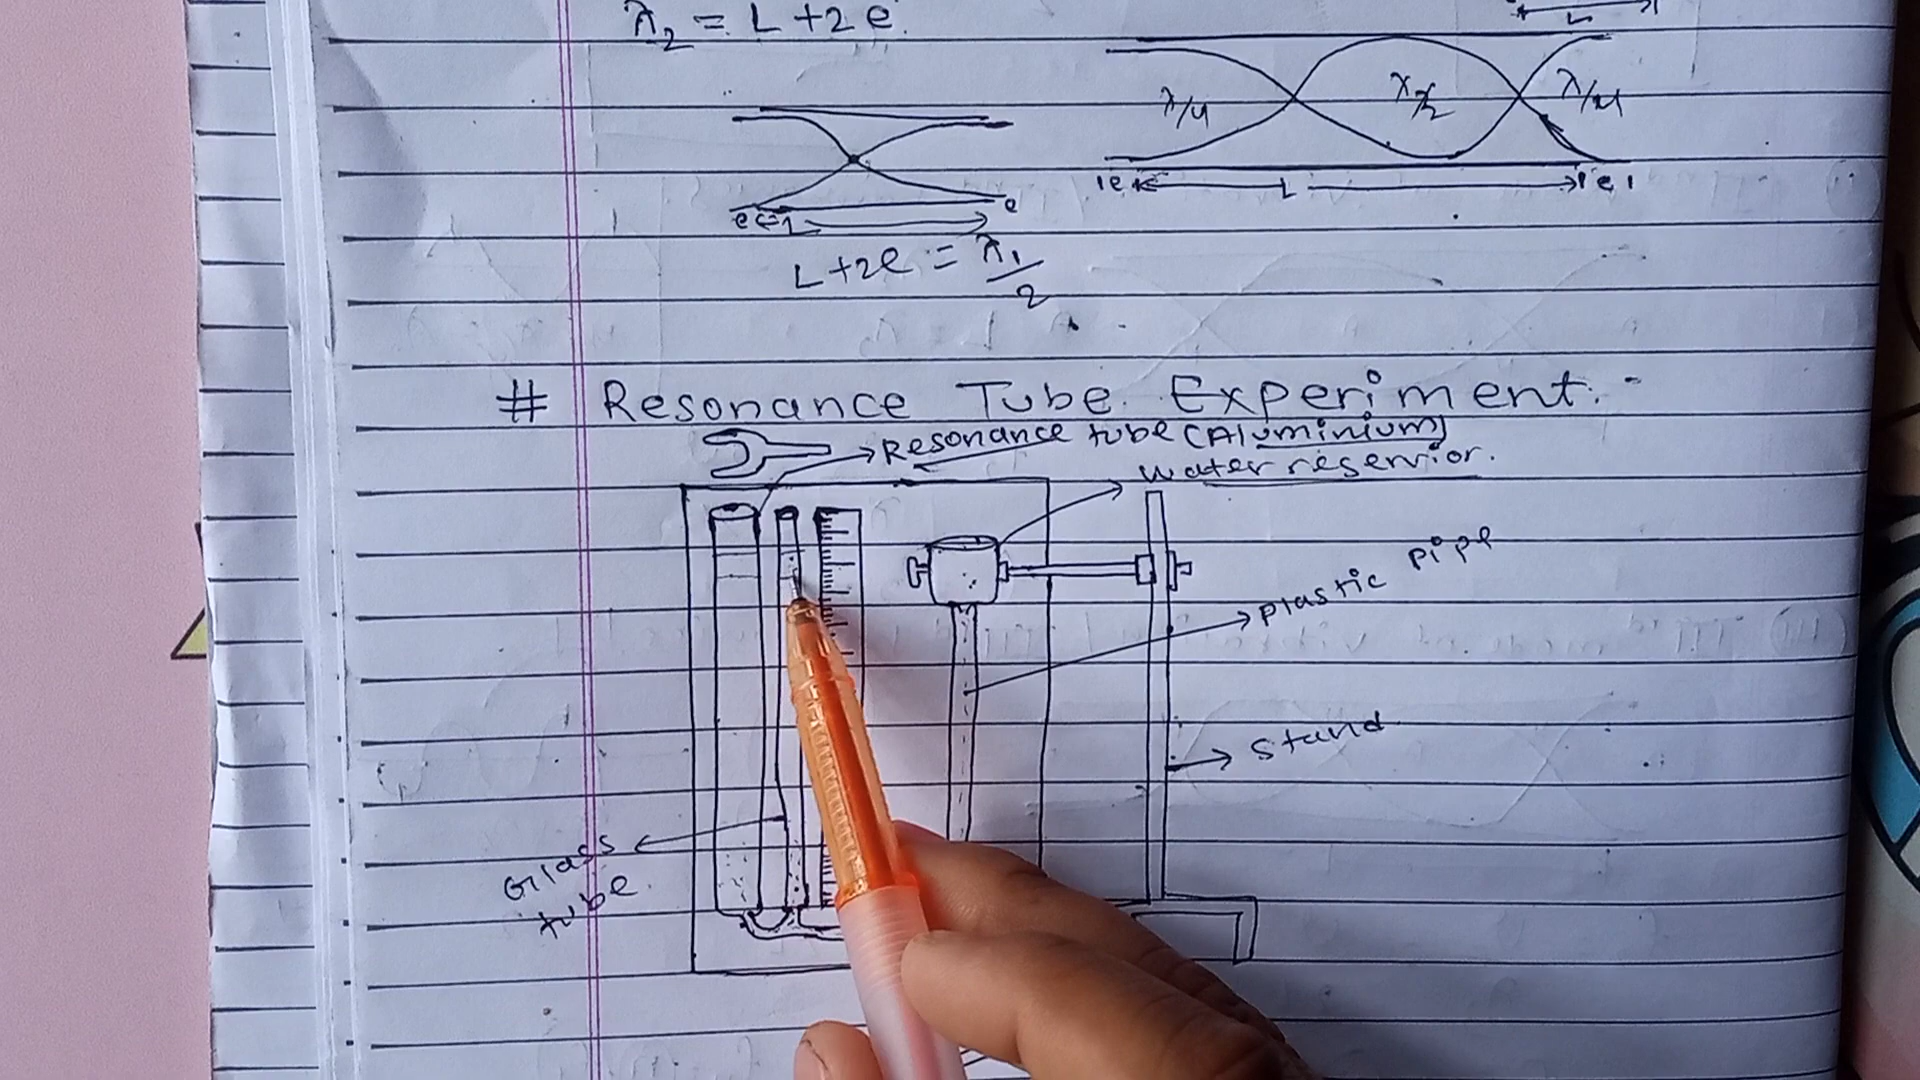 λ₂ = L + 2e
L
λ/4
λ/2
λ/4
e
L
e
e
L
e
L + 2e = λ₁/2
# Resonance Tube Experiment:-
Resonance tube (Aluminium)
water reservior.
plastic pipe
stand
Glass
tube